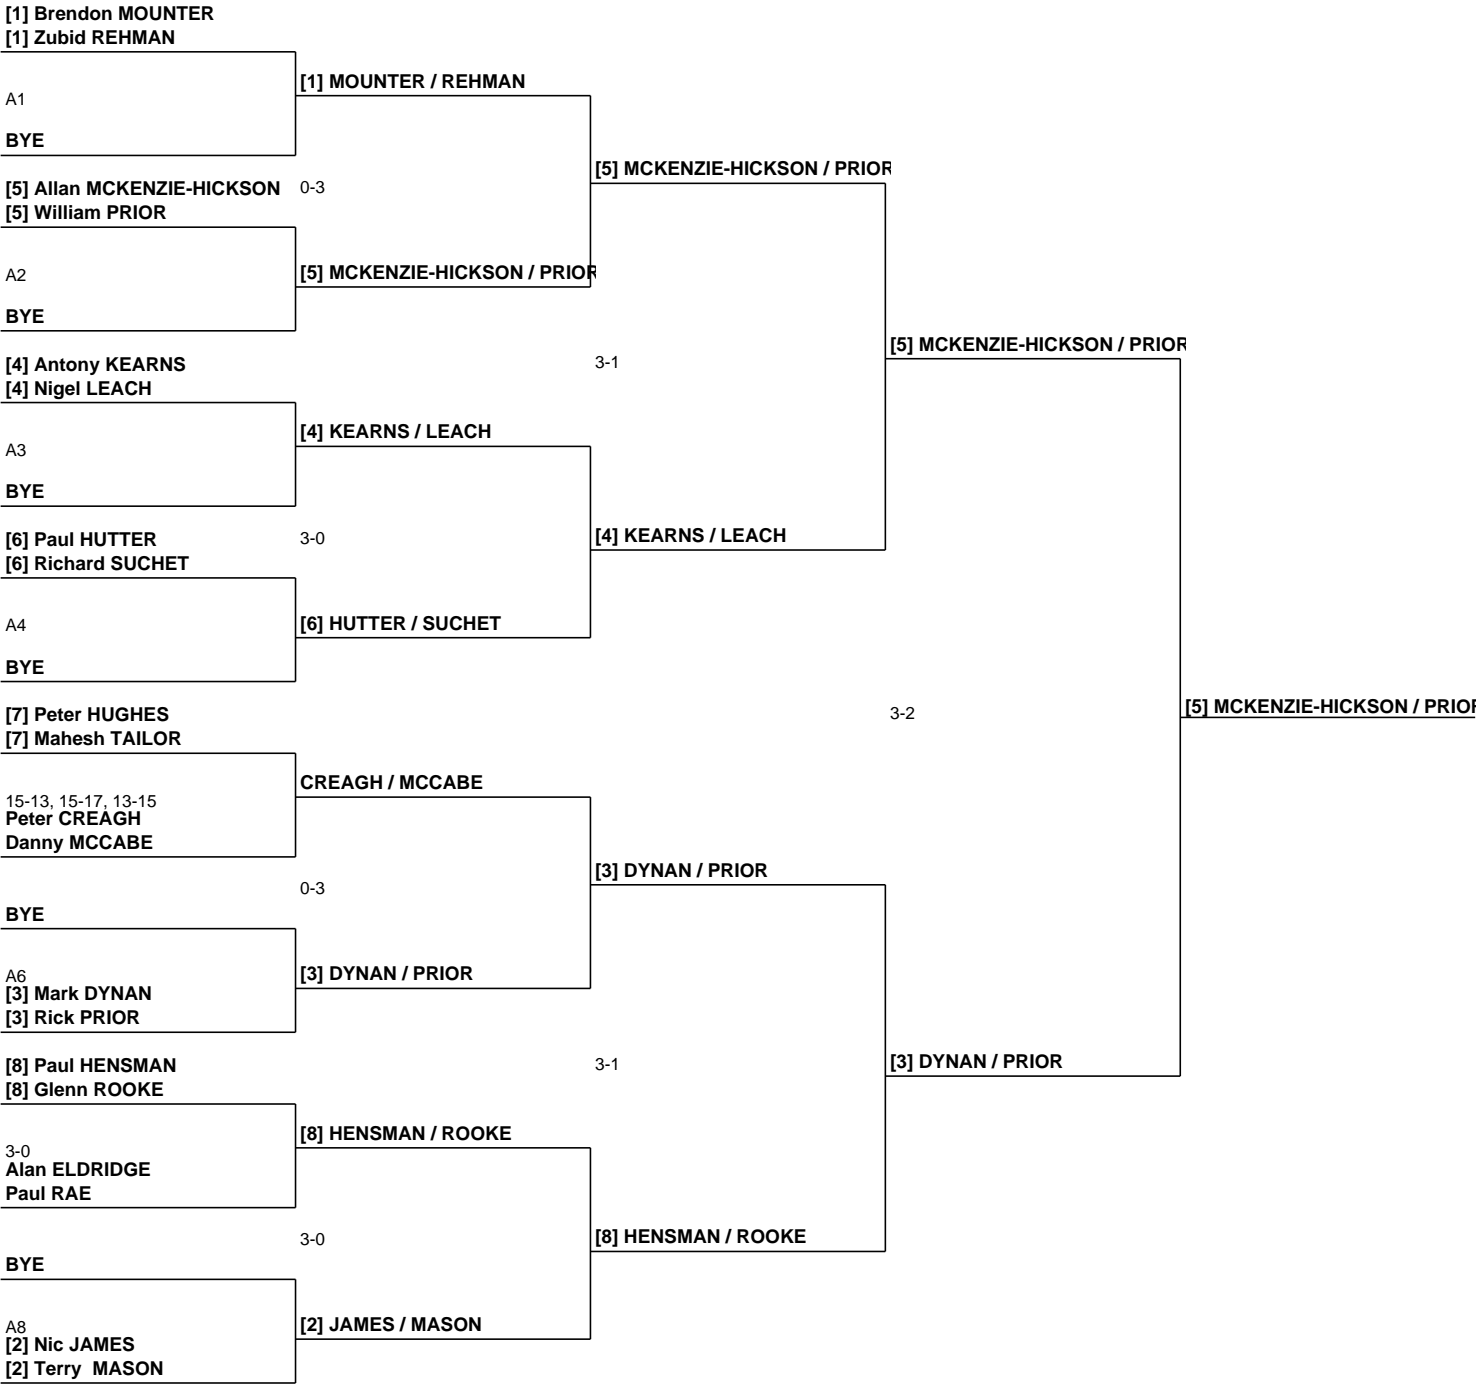 [1] Brendon MOUNTER
[1] Zubid REHMAN
A1
BYE
[5] Allan MCKENZIE-HICKSON
[5] William PRIOR
A2
BYE
[4] Antony KEARNS
[4] Nigel LEACH
A3
BYE
[6] Paul HUTTER
[6] Richard SUCHET
A4
BYE
[7] Peter HUGHES
[7] Mahesh TAILOR
15-13, 15-17, 13-15
Peter CREAGH
Danny MCCABE
BYE
A6
[3] Mark DYNAN
[3] Rick PRIOR
[8] Paul HENSMAN
[8] Glenn ROOKE
3-0
Alan ELDRIDGE
Paul RAE
BYE
A8
[2] Nic JAMES
[2] Terry MASON
[1] MOUNTER / REHMAN
0-3
[5] MCKENZIE-HICKSON / PRIOR
[4] KEARNS / LEACH
3-0
[6] HUTTER / SUCHET
CREAGH / MCCABE
0-3
[3] DYNAN / PRIOR
[8] HENSMAN / ROOKE
3-0
[2] JAMES / MASON
[5] MCKENZIE-HICKSON / PRIOR
3-1
[4] KEARNS / LEACH
[3] DYNAN / PRIOR
3-1
[8] HENSMAN / ROOKE
[5] MCKENZIE-HICKSON / PRIOR
3-2
[3] DYNAN / PRIOR
[5] MCKENZIE-HICKSON / PRIOR